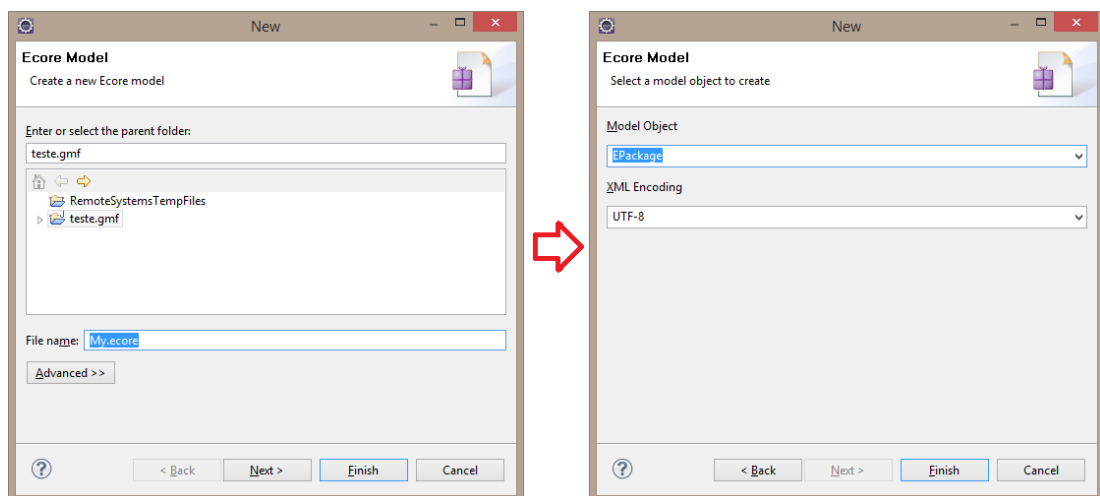 New
Ecore Model
Create a new Ecore model
Enter or select the parent folder:
teste.gmf
RemoteSystemsTempFiles
teste.gmf
File name: My.ecore
Advanced >>
< Back Next > Finish Cancel
New
Ecore Model
Select a model object to create
Model Object
EPackage
XML Encoding
UTF-8
< Back Next > Finish Cancel